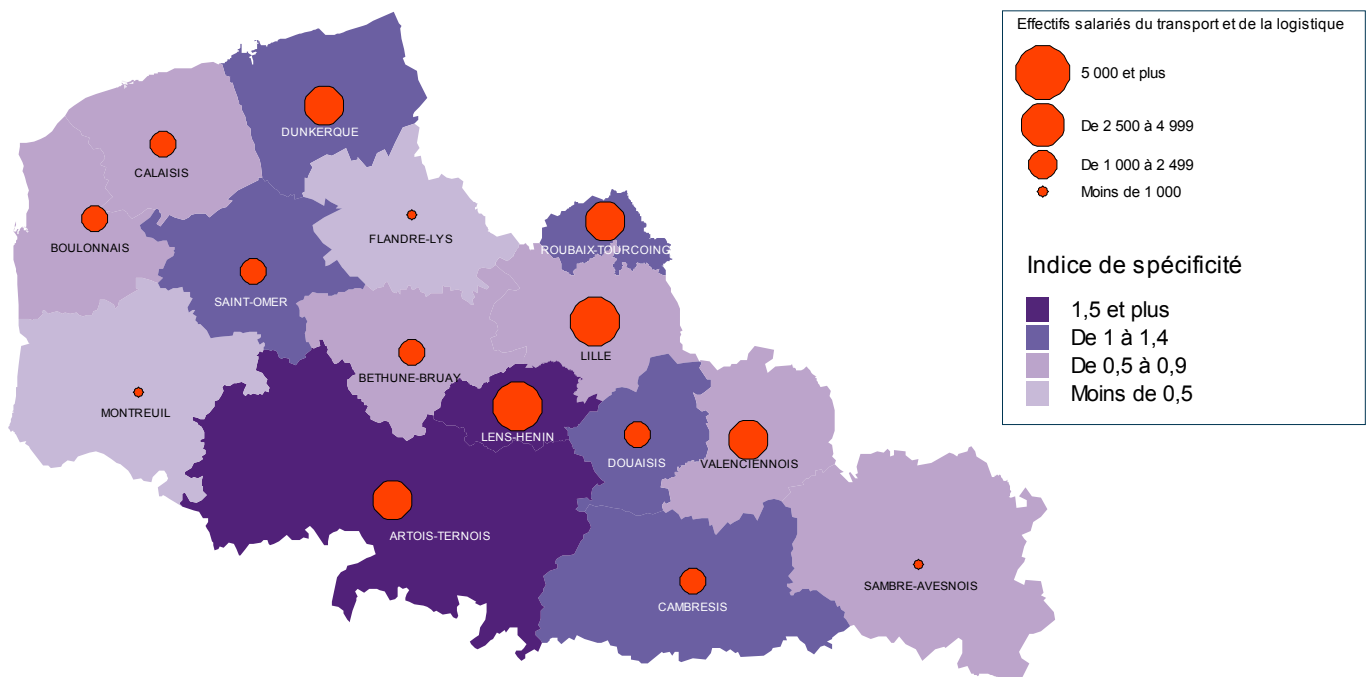 Effectifs salariés du transport et de la logistique
5 000 et plus
De 2 500 à 4 999
De 1 000 à 2 499
Moins de 1 000
Indice de spécificité
1,5 et plus
De 1 à 1,4
De 0,5 à 0,9
Moins de 0,5
DUNKERQUE
CALAISIS
FLANDRE-LYS
BOULONNAIS
ROUBAIX-TOURCOING
SAINT-OMER
LILLE
BETHUNE-BRUAY
MONTREUIL
LENS-HENIN
DOUAISIS
VALENCIENNOIS
ARTOIS-TERNOIS
SAMBRE-AVESNOIS
CAMBRESIS